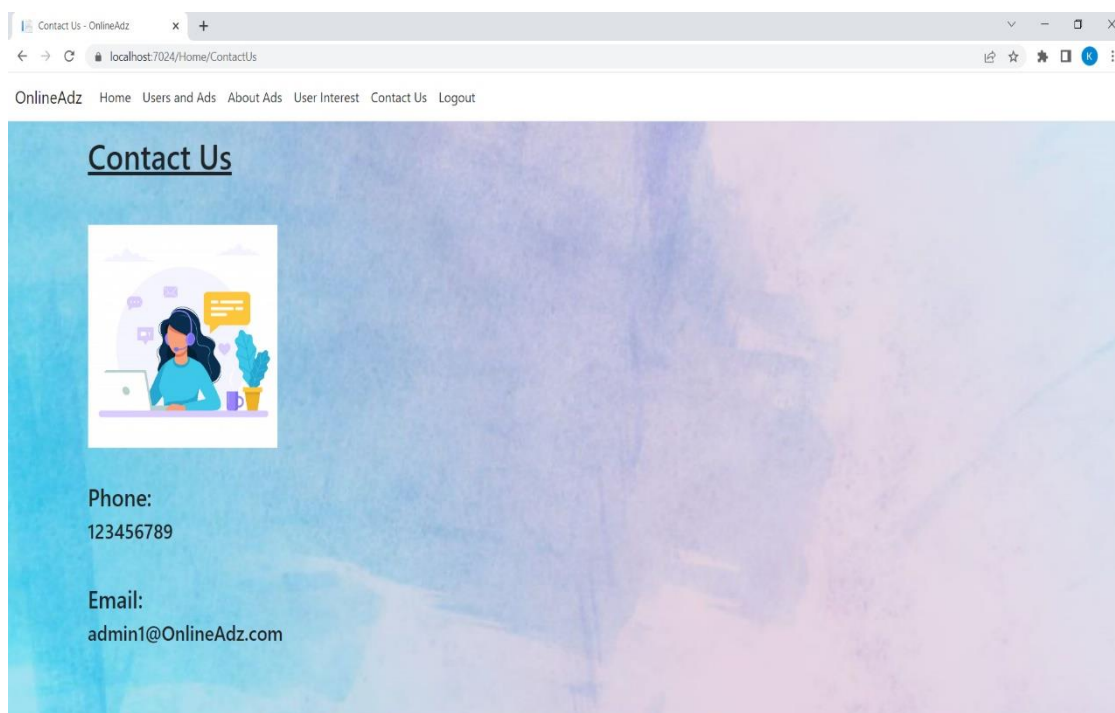 Contact Us - OnlineAdz
localhost:7024/Home/ContactUs
K
OnlineAdz Home Users and Ads About Ads User Interest Contact Us Logout
Contact Us
Phone:
123456789
Email:
admin1@OnlineAdz.com